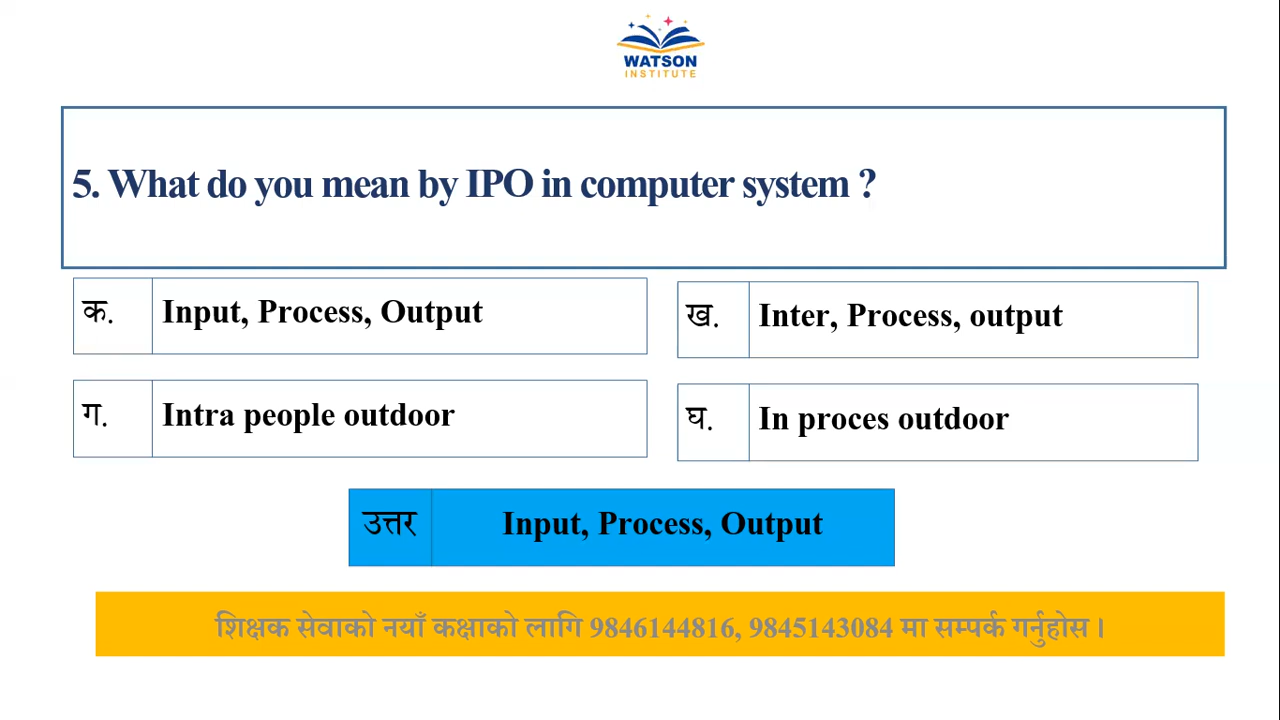 WATSON
INSTITUTE
5. What do you mean by IPO in computer system ?
क. Input, Process, Output
ख. Inter, Process, output
ग. Intra people outdoor
घ. In proces outdoor
उत्तर Input, Process, Output
शिक्षक सेवाको नयाँ कक्षाको लागि 9846144816, 9845143084 मा सम्पर्क गर्नुहोस ।